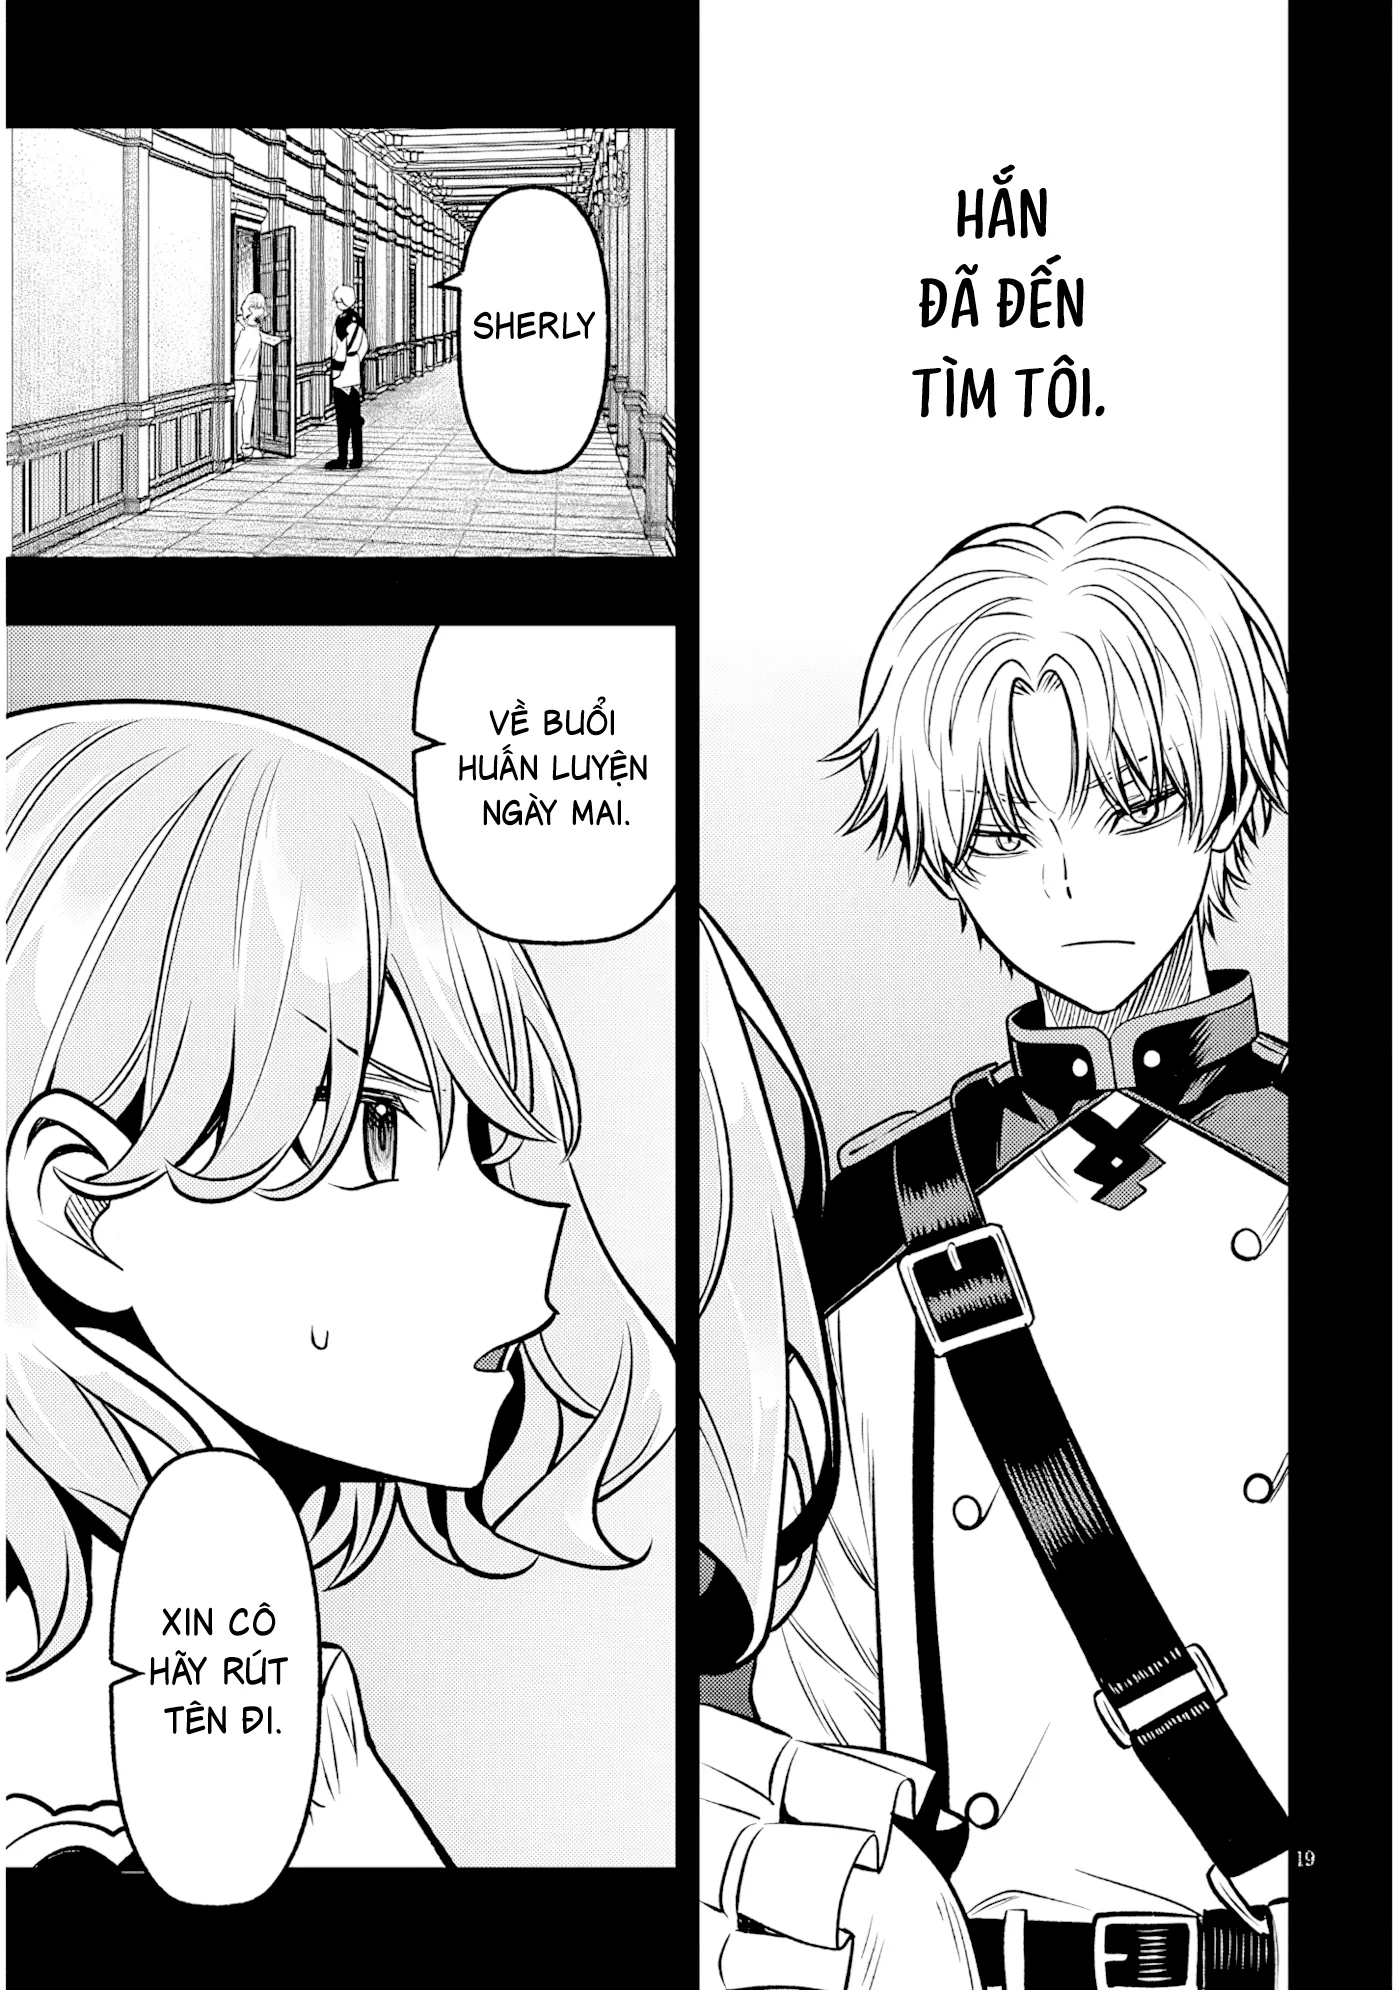 HẮN
ĐÃ ĐẾN
TÌM TÔI.
SHERLY
VỀ BUỔI
HUẤN LUYỆN
NGÀY MAI.
XIN CÔ
HÃY RÚT
TÊN ĐI.
19